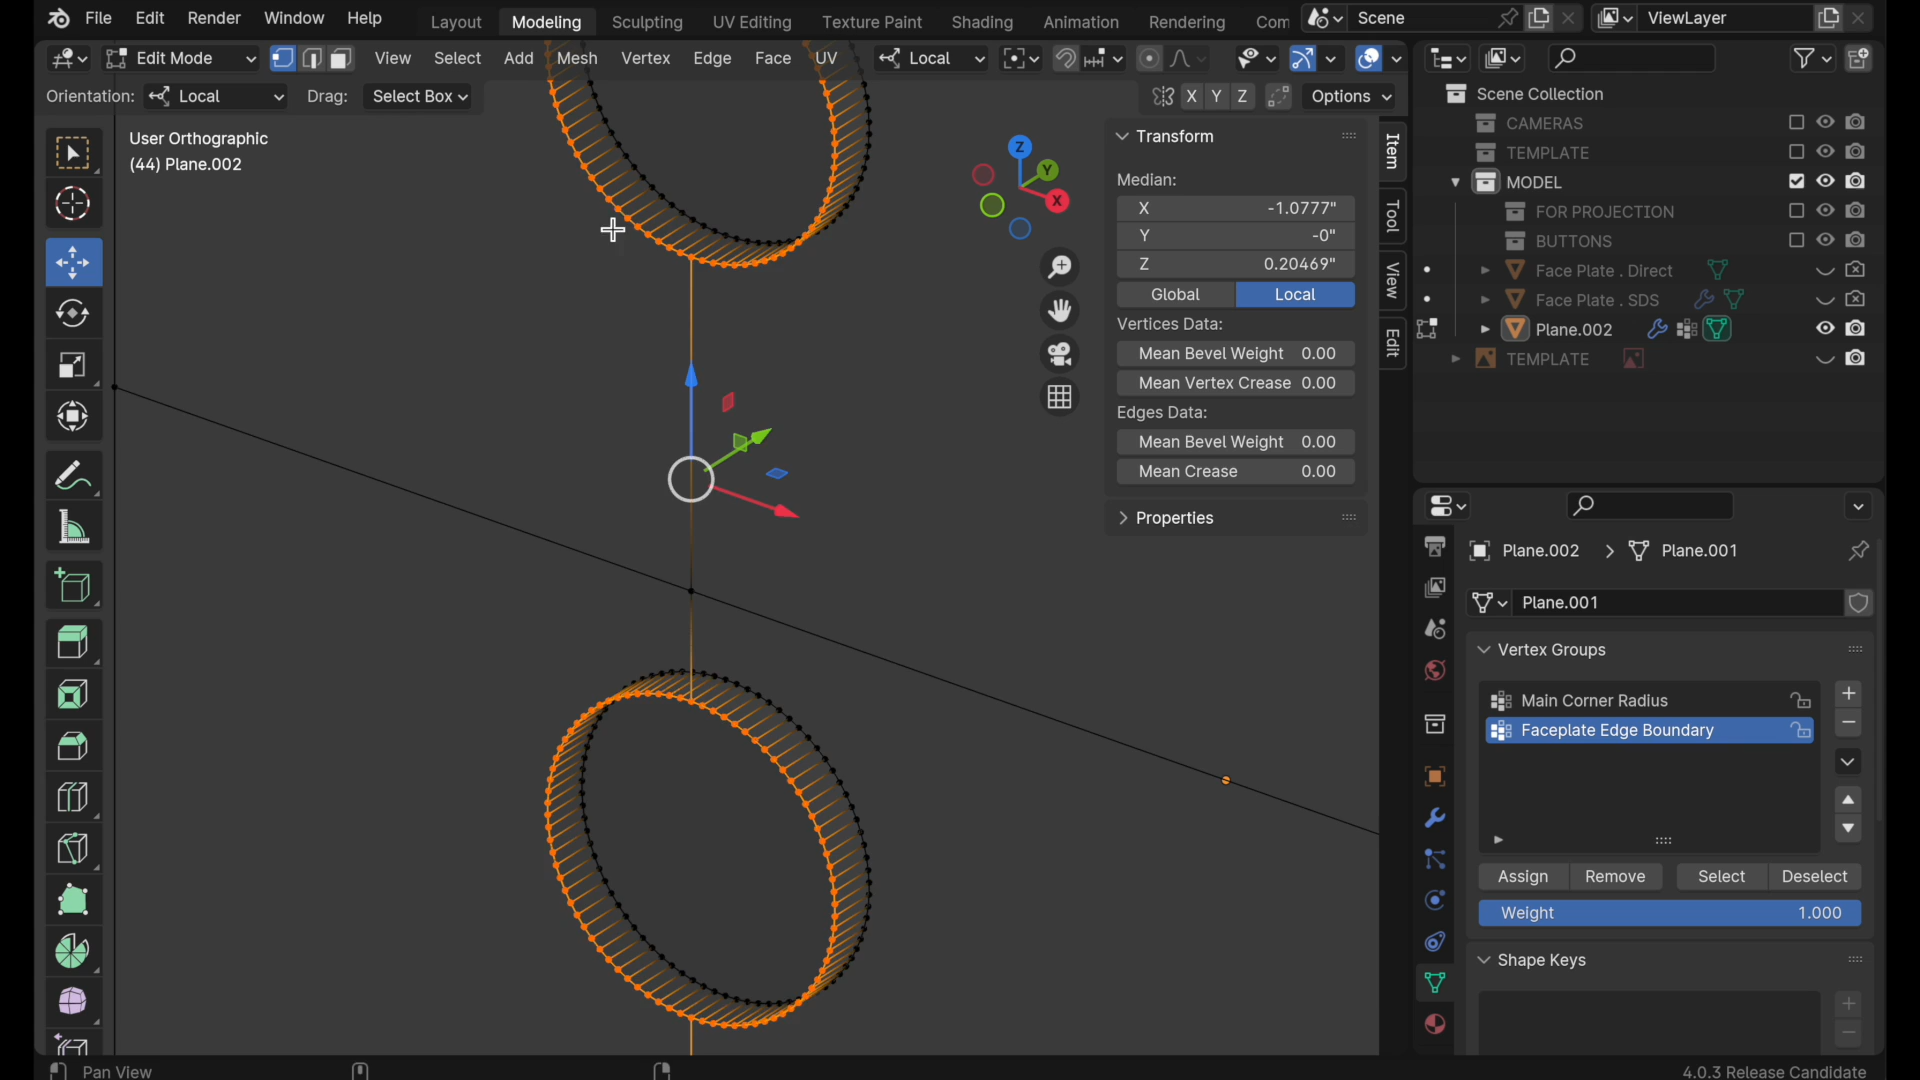 File Edit Render Window Help Layout Modeling Sculpting UV Editing Texture Paint Shading Animation Rendering Com Scene ViewLayer
Edit Mode View Select Add Mesh Vertex Edge Face UV Local
Orientation: Local Drag: Select Box X Y Z Options
User Orthographic
(44) Plane.002
Z
Y
X
Transform
Median:
X -1.0777"
Y -0"
Z 0.20469"
Global Local
Vertices Data:
Mean Bevel Weight 0.00
Mean Vertex Crease 0.00
Edges Data:
Mean Bevel Weight 0.00
Mean Crease 0.00
Properties
Item
Tool
View
Edit
Scene Collection
CAMERAS
TEMPLATE
MODEL
FOR PROJECTION
BUTTONS
Face Plate . Direct
Face Plate . SDS
Plane.002
TEMPLATE
Plane.002 > Plane.001
Plane.001
Vertex Groups
Main Corner Radius
Faceplate Edge Boundary
Assign Remove Select Deselect
Weight 1.000
Shape Keys
Pan View
4.0.3 Release Candidate